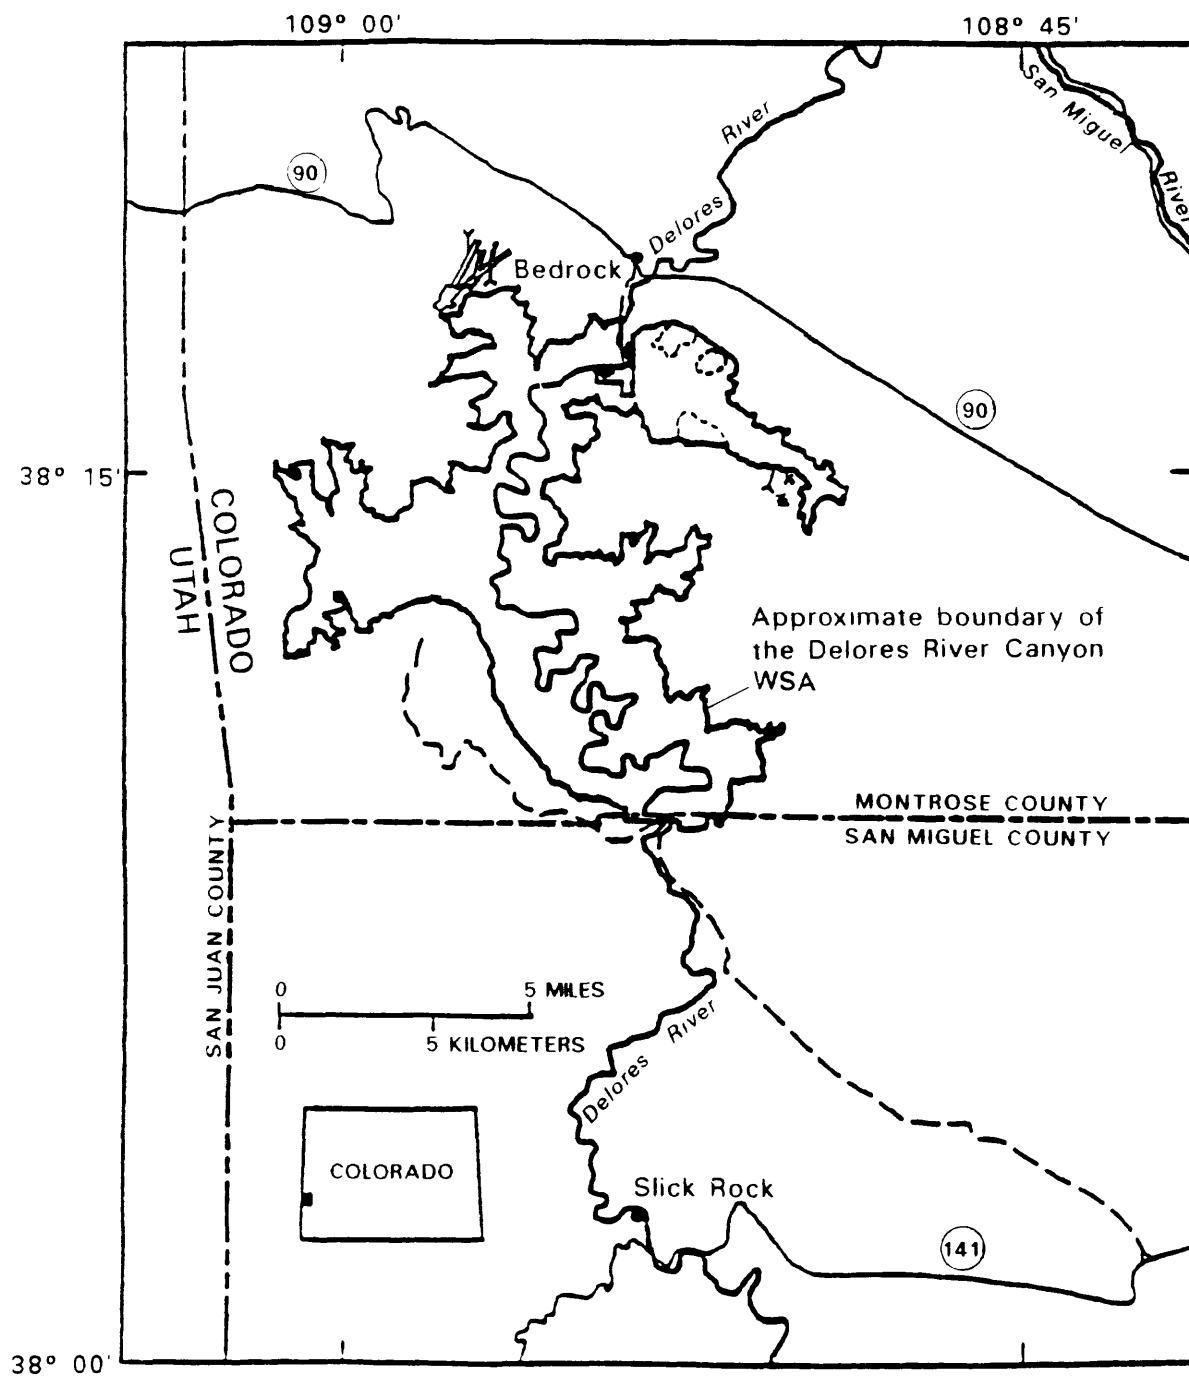 109° 00'
108° 45'
San Miguel
River
River
Delores
90
Bedrock
90
38° 15'
COLORADO
UTAH
Approximate boundary of
the Delores River Canyon
WSA
MONTROSE COUNTY
SAN MIGUEL COUNTY
SAN JUAN COUNTY
0
5 MILES
0
5 KILOMETERS
River
Delores
COLORADO
Slick Rock
141
38° 00'